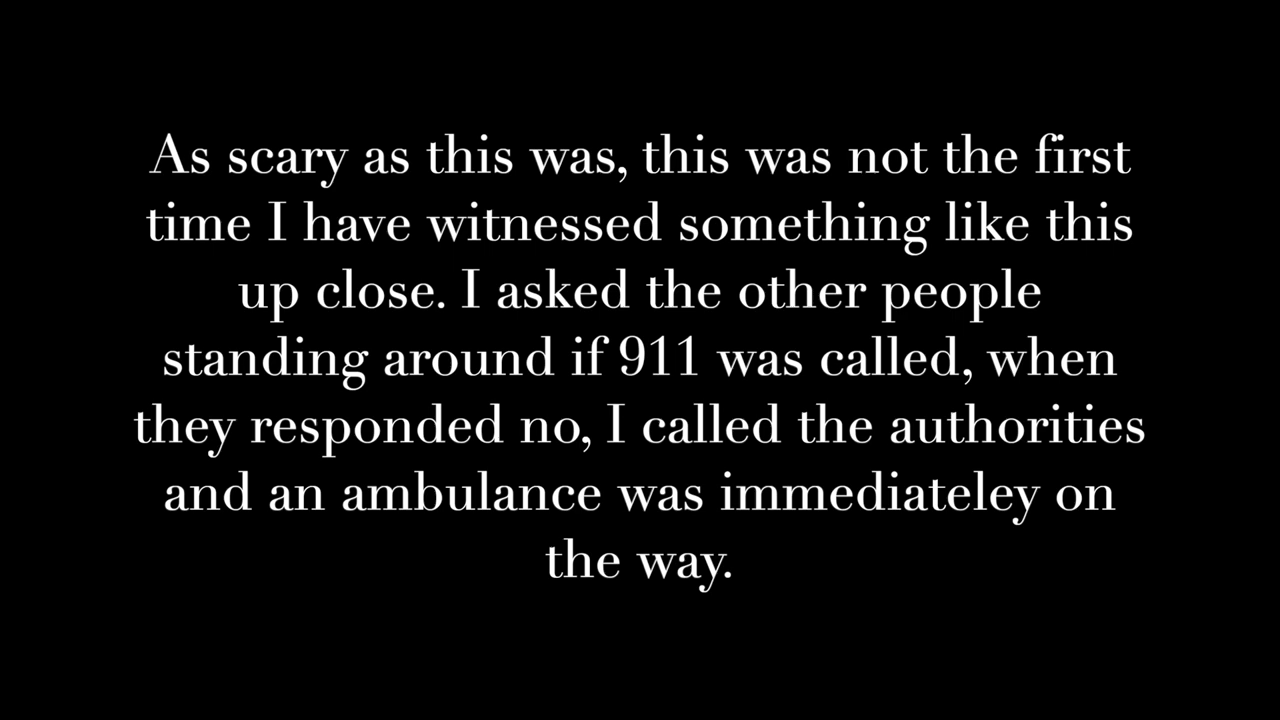 As scary as this was, this was not the first
time I have witnessed something like this
up close. I asked the other people
standing around if 911 was called, when
they responded no, I called the authorities
and an ambulance was immediateley on
the way.